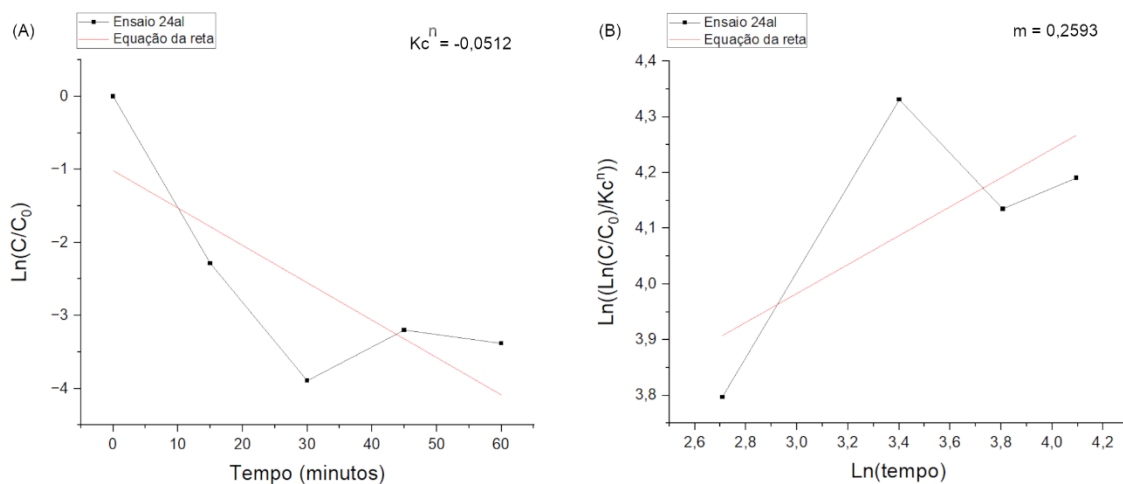 (A)
Ensaio 24al
Equação da reta
Kcⁿ = -0,0512
0
-1
-2
-3
-4
Ln(C/C₀)
0 10 20 30 40 50 60
Tempo (minutos)
(B)
Ensaio 24al
Equação da reta
m = 0,2593
4,4
4,3
4,2
4,1
4,0
3,9
3,8
Ln((Ln(C/C₀)/Kcⁿ))
2,6 2,8 3,0 3,2 3,4 3,6 3,8 4,0 4,2
Ln(tempo)